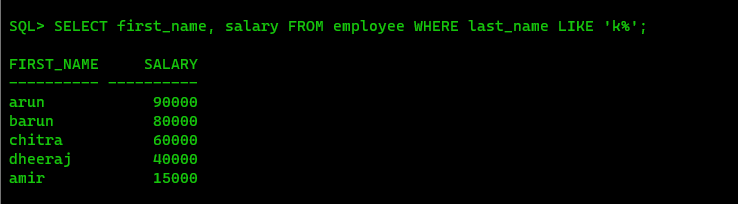 SQL> SELECT first_name, salary FROM employee WHERE last_name LIKE 'k%';
FIRST_NAME     SALARY
---------- ----------
arun            90000
barun           80000
chitra          60000
dheeraj         40000
amir            15000